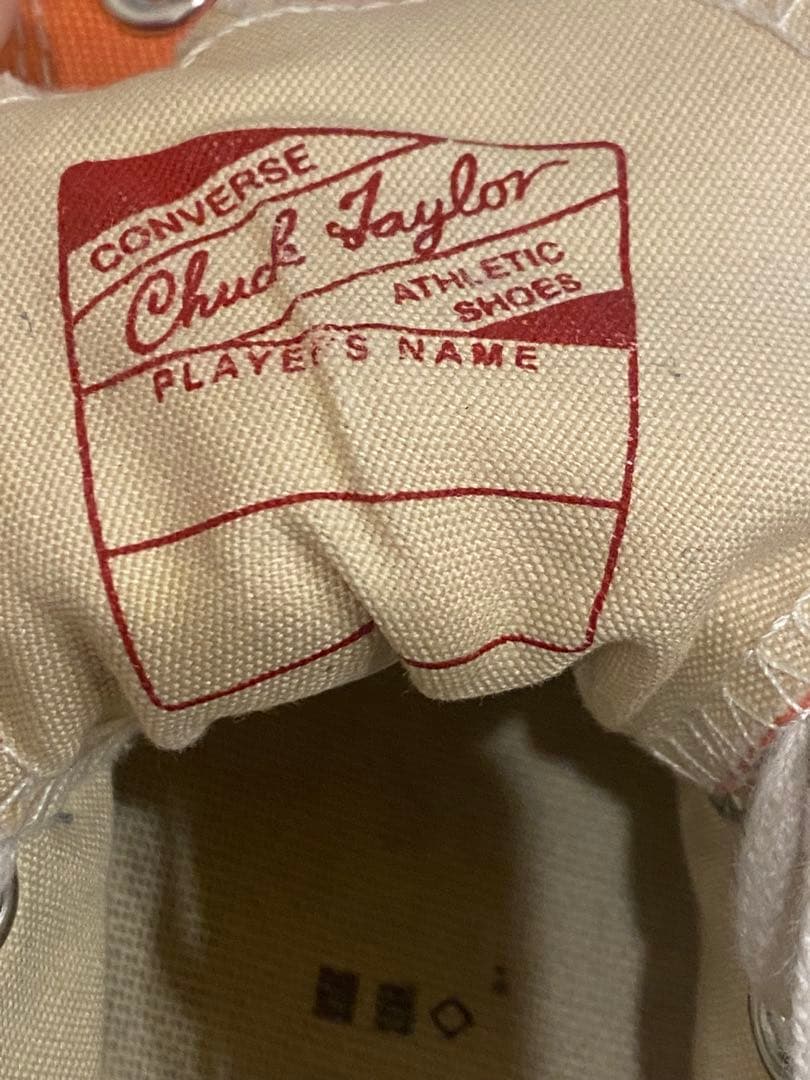 CONVERSE
Chuck Taylor
ATHLETIC
SHOES
PLAYER'S NAME